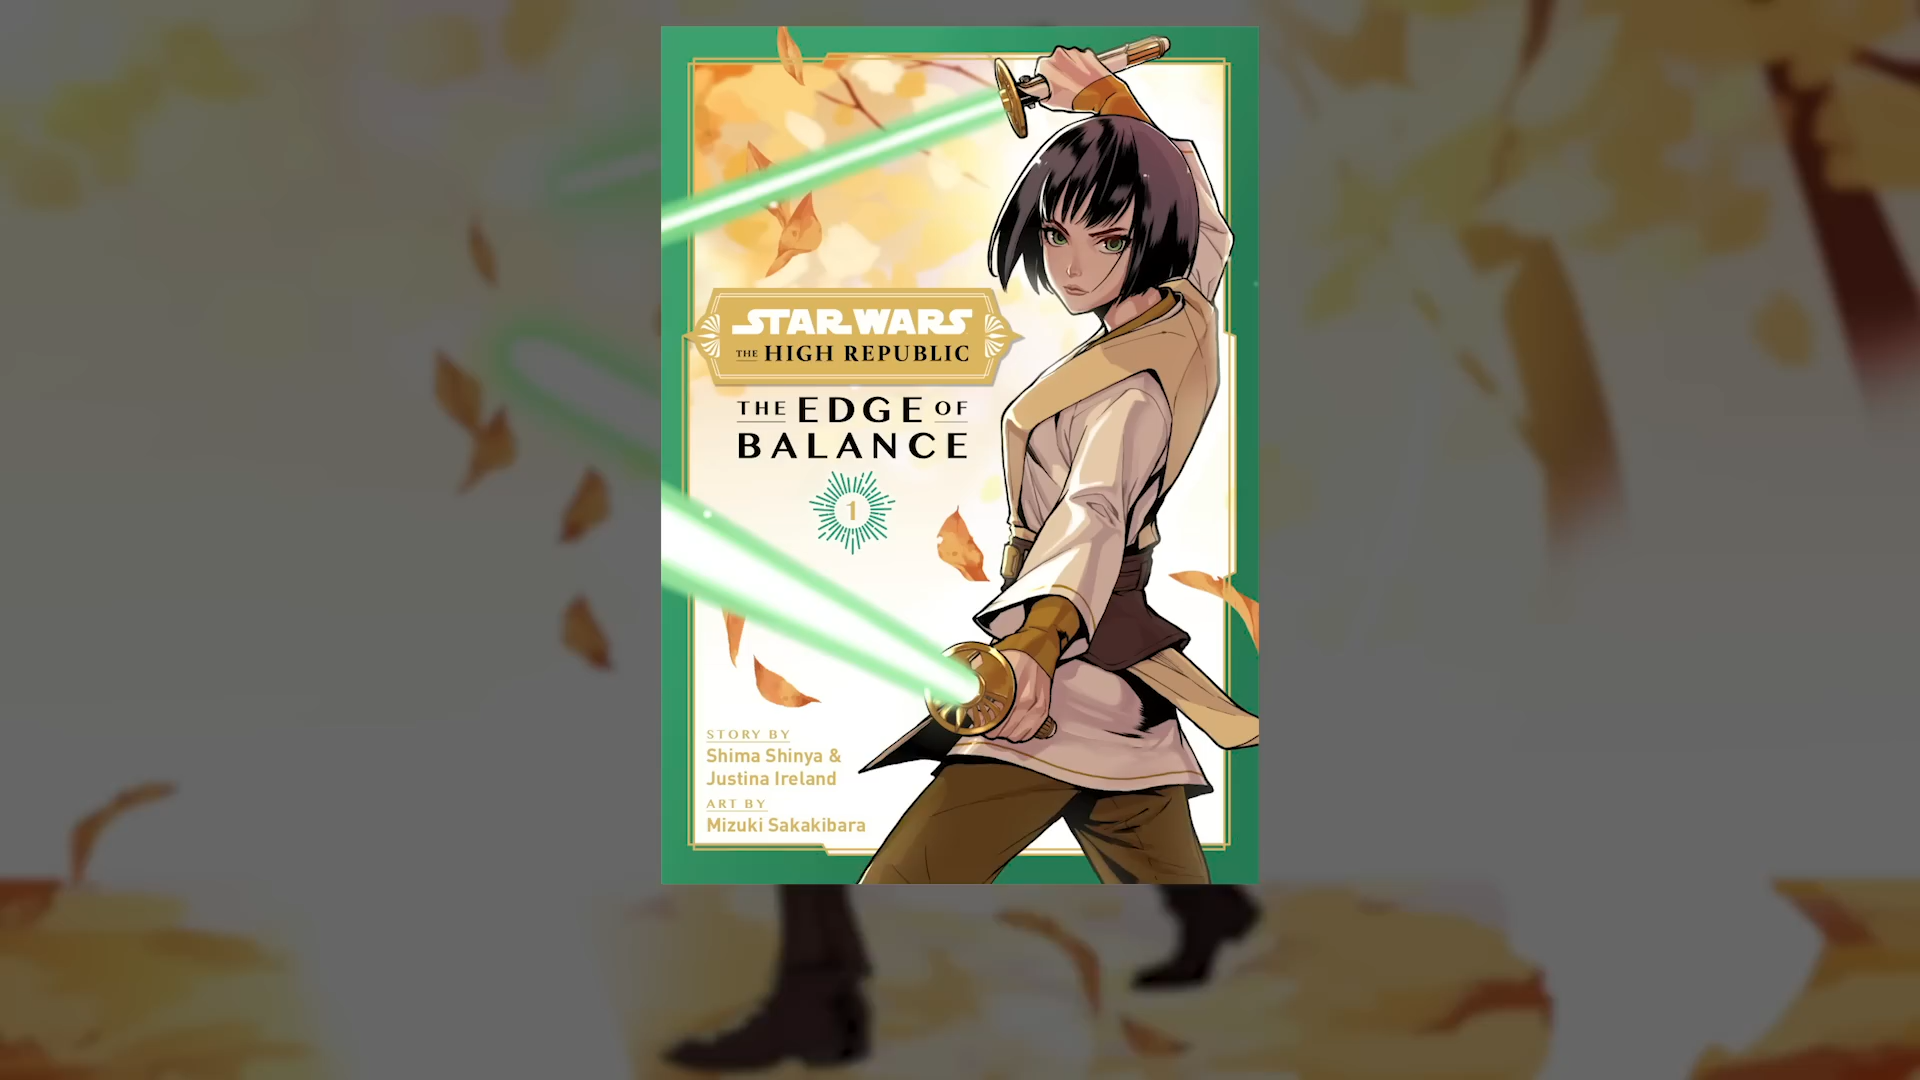 STAR WARS
THE HIGH REPUBLIC
THE EDGE OF
BALANCE
1
STORY BY
Shima Shinya &
Justina Ireland
ART BY
Mizuki Sakakibara